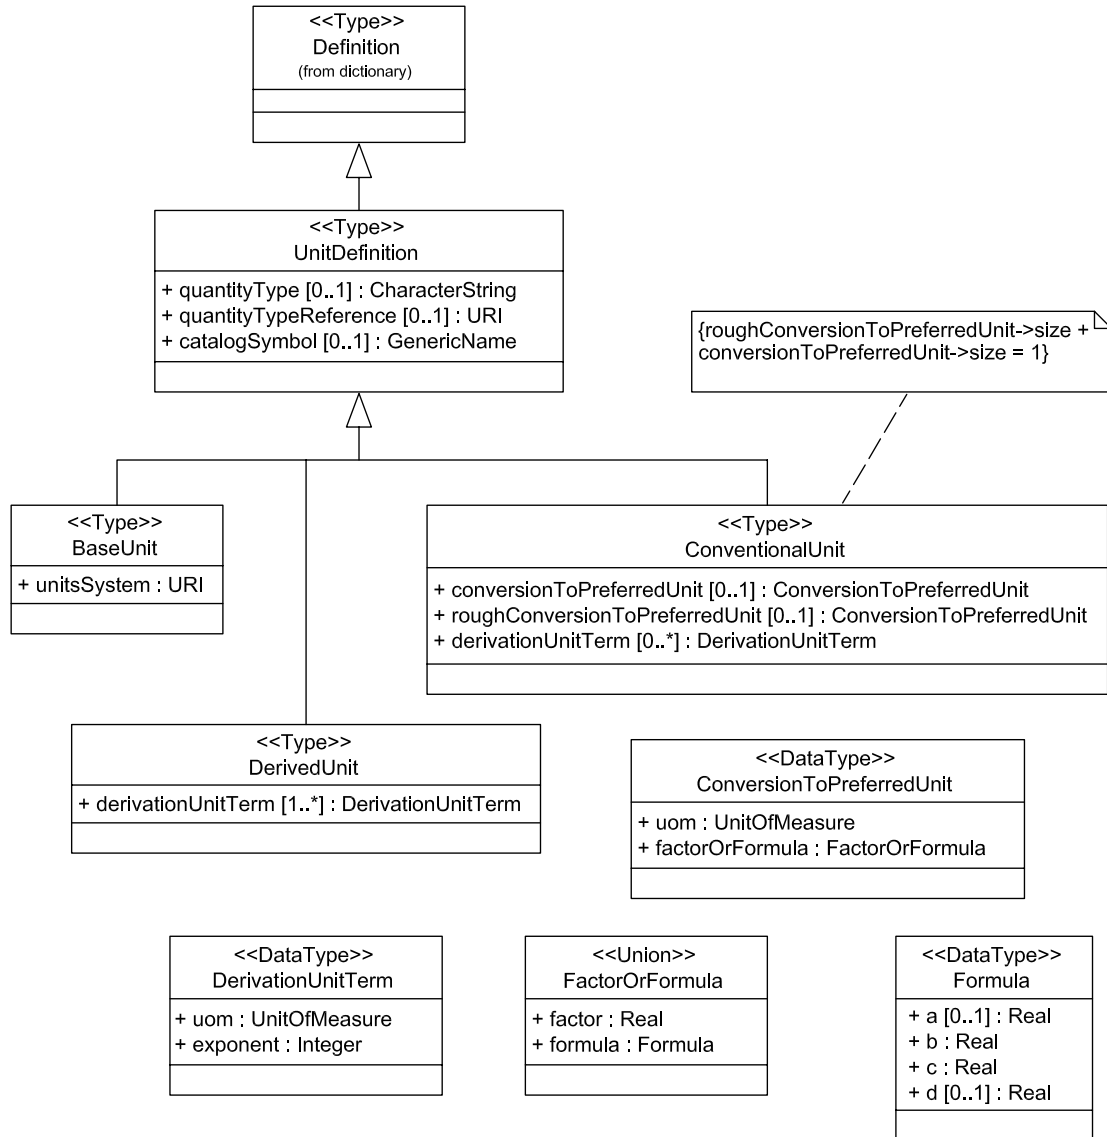 <<Type>>
Definition
(from dictionary)
<<Type>>
UnitDefinition
+ quantityType [0..1] : CharacterString
+ quantityTypeReference [0..1] : URI
+ catalogSymbol [0..1] : GenericName
{roughConversionToPreferredUnit->size +
conversionToPreferredUnit->size = 1}
<<Type>>
BaseUnit
+ unitsSystem : URI
<<Type>>
ConventionalUnit
+ conversionToPreferredUnit [0..1] : ConversionToPreferredUnit
+ roughConversionToPreferredUnit [0..1] : ConversionToPreferredUnit
+ derivationUnitTerm [0..*] : DerivationUnitTerm
<<Type>>
DerivedUnit
+ derivationUnitTerm [1..*] : DerivationUnitTerm
<<DataType>>
ConversionToPreferredUnit
+ uom : UnitOfMeasure
+ factorOrFormula : FactorOrFormula
<<DataType>>
DerivationUnitTerm
+ uom : UnitOfMeasure
+ exponent : Integer
<<Union>>
FactorOrFormula
+ factor : Real
+ formula : Formula
<<DataType>>
Formula
+ a [0..1] : Real
+ b : Real
+ c : Real
+ d [0..1] : Real